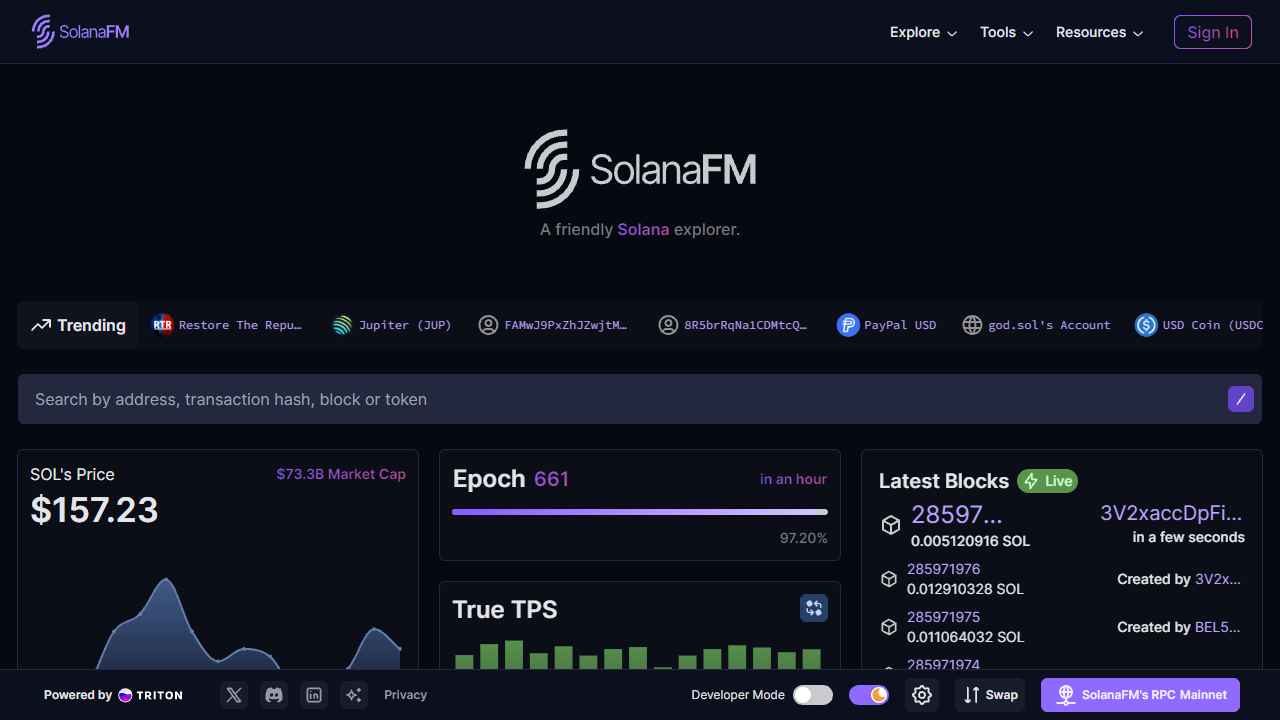 SolanaFM
Explore
Tools
Resources
Sign In
SolanaFM
A friendly Solana explorer.
Trending
RTR
Restore The Repu...
Jupiter (JUP)
FAMwJ9PxZhJZwjtM...
8R5brRqNa1CDMtcQ...
PayPal USD
god.sol's Account
USD Coin (USDC
Search by address, transaction hash, block or token
/
SOL's Price
$73.3B Market Cap
$157.23
Epoch 661
in an hour
97.20%
True TPS
Latest Blocks
Live
28597...
3V2xaccDpFi...
0.005120916 SOL
in a few seconds
285971976
0.012910328 SOL
Created by 3V2x...
285971975
0.011064032 SOL
Created by BEL5...
285971974
Powered by TRITON
Privacy
Developer Mode
Swap
SolanaFM's RPC Mainnet